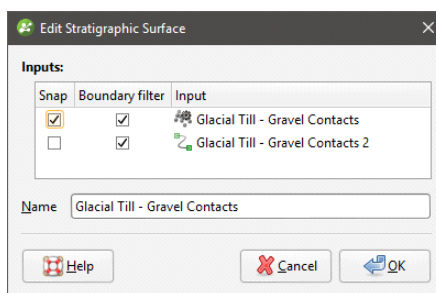 Edit Stratigraphic Surface
Inputs:
Snap Boundary filter Input
Glacial Till - Gravel Contacts
Glacial Till - Gravel Contacts 2
Name Glacial Till - Gravel Contacts
Help Cancel OK